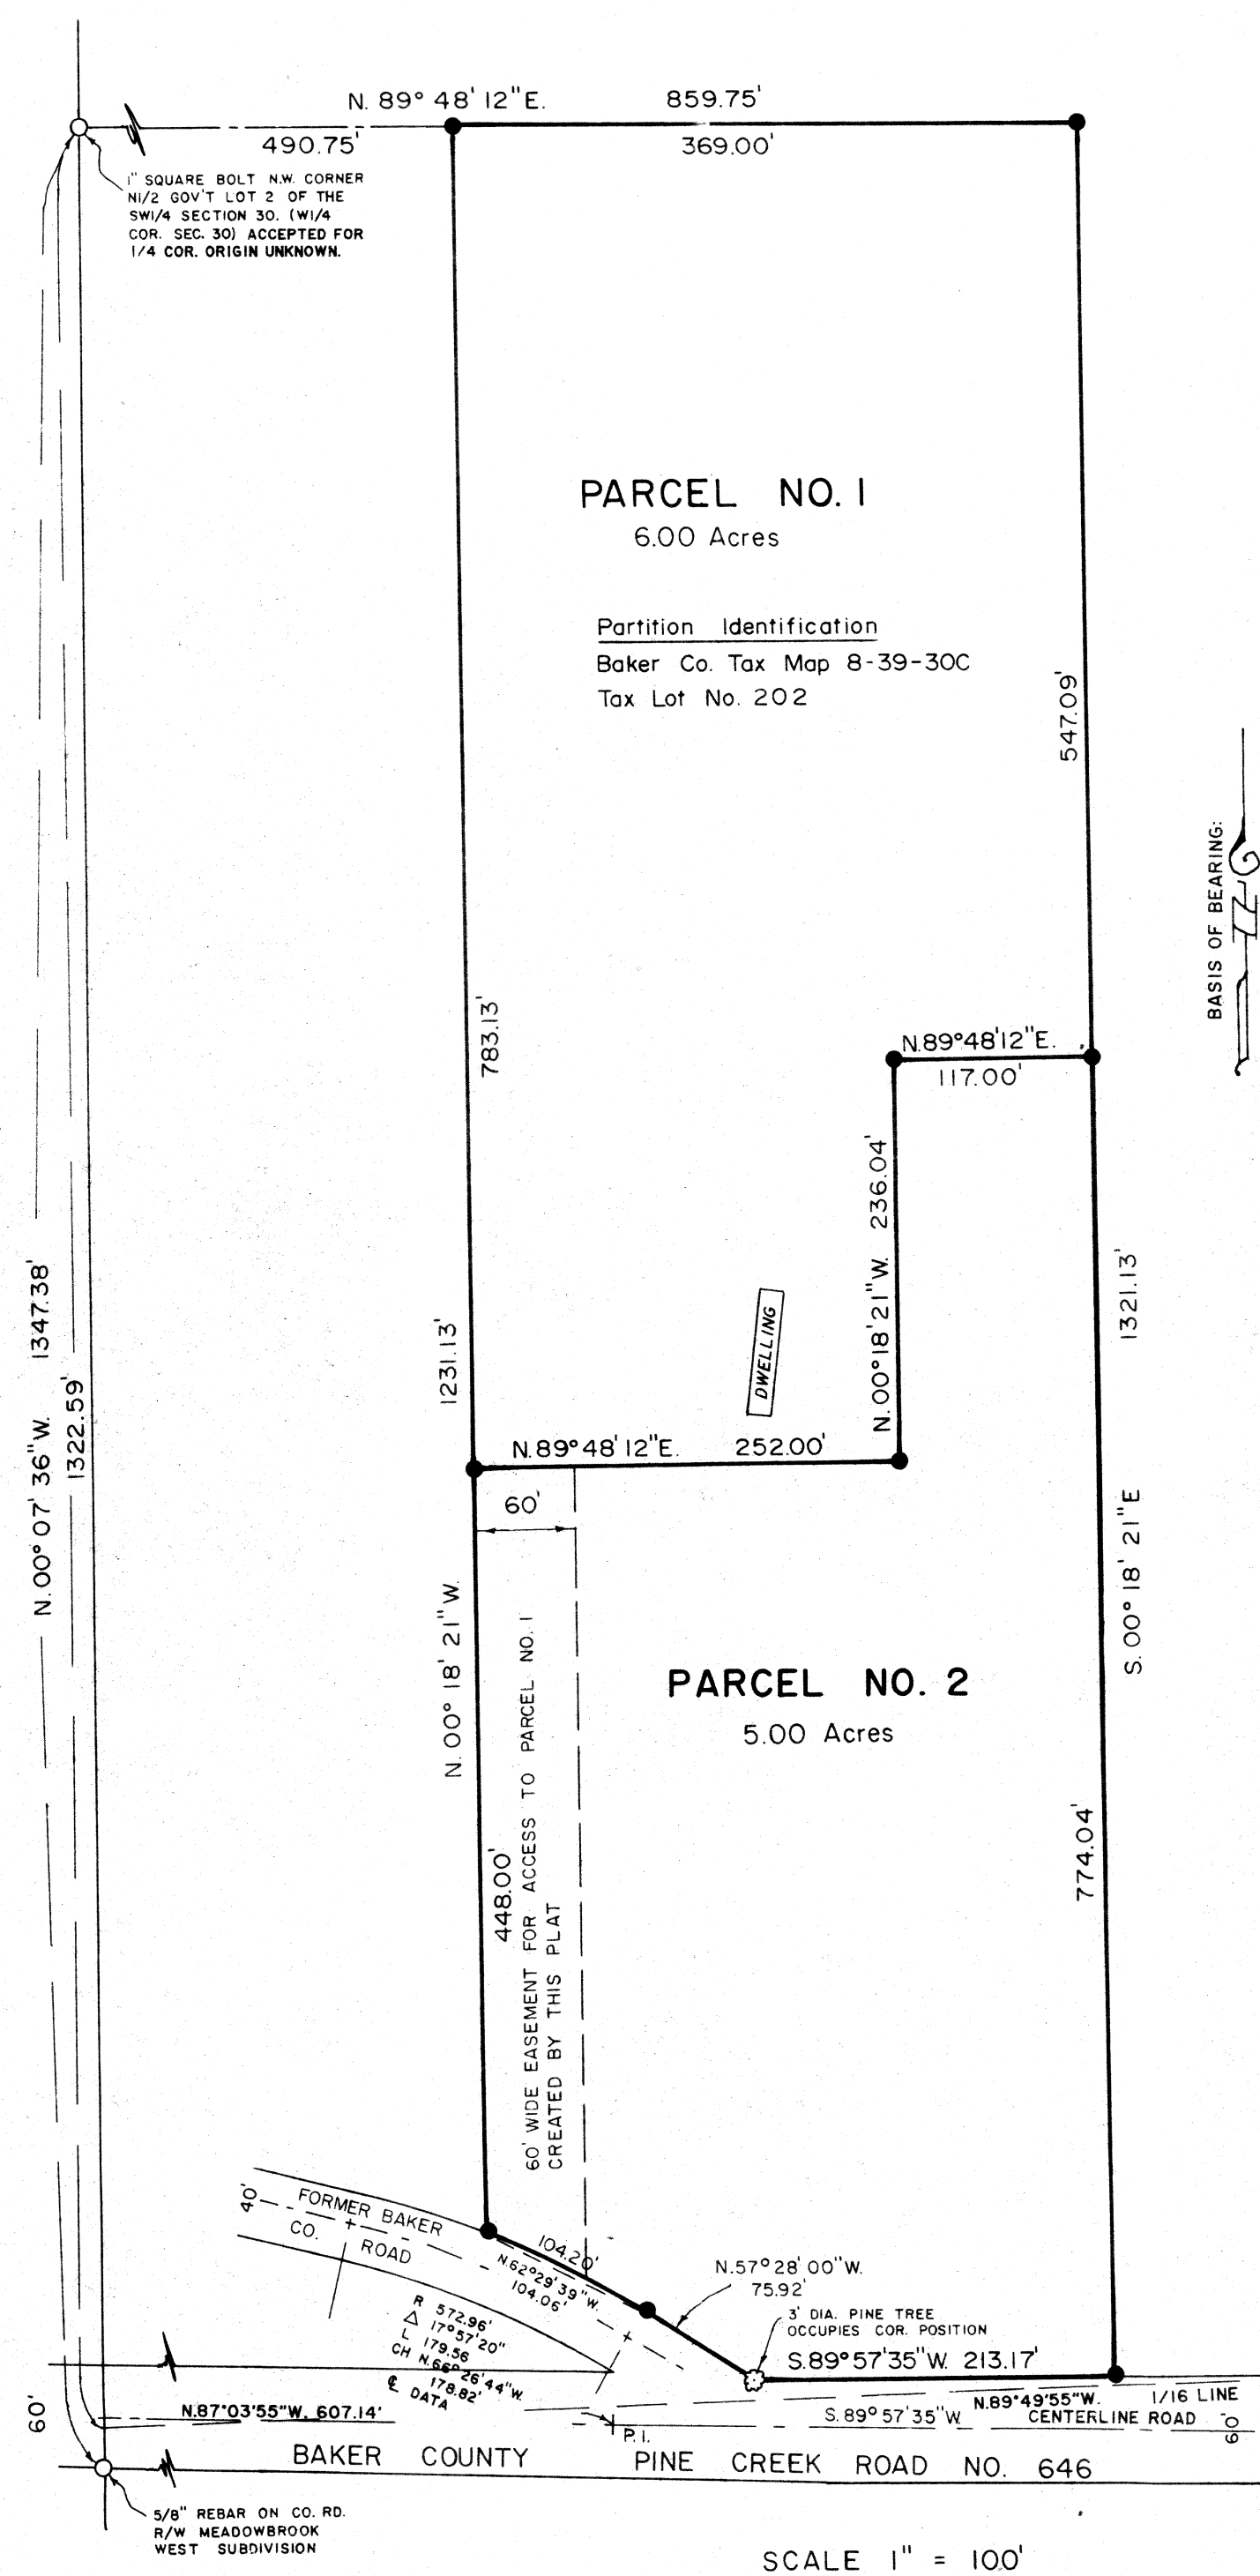 N. 89° 48' 12"E. 859.75'
490.75'
369.00'
1" SQUARE BOLT N.W. CORNER
N1/2 GOV'T LOT 2 OF THE
SW1/4 SECTION 30. (W1/4
COR. SEC. 30) ACCEPTED FOR
1/4 COR. ORIGIN UNKNOWN.
PARCEL NO. 1
6.00 Acres
Partition Identification
Baker Co. Tax Map 8-39-30C
Tax Lot No. 202
547.09'
BASIS OF BEARING:
N
783.13'
N.89°48'12"E.
117.00'
N.00°18'21"W. 236.04'
DWELLING
1231.13'
1321.13'
N.00° 07' 36"W. 1347.38'
1322.59'
N.89°48'12"E. 252.00'
60'
N.00° 18' 21"W.
S.00° 18' 21"E
PARCEL NO. 2
5.00 Acres
448.00'
60' WIDE EASEMENT FOR ACCESS TO PARCEL NO. 1
CREATED BY THIS PLAT
774.04'
40'
FORMER BAKER
CO. ROAD
104.20'
N.62°29'39"W.
104.06'
N.57°28'00"W.
75.92'
3' DIA. PINE TREE
OCCUPIES COR. POSITION
R 572.96'
Δ 17°57'20"
L 179.56
CH N.66°26'44"W.
178.82'
℄ DATA
S.89°57'35"W. 213.17'
60'
N.87°03'55"W. 607.14'
N.89°49'55"W. 1/16 LINE
S.89°57'35"W. CENTERLINE ROAD
60'
P.I.
BAKER COUNTY PINE CREEK ROAD NO. 646
5/8" REBAR ON CO. RD.
R/W MEADOWBROOK
WEST SUBDIVISION
SCALE 1" = 100'